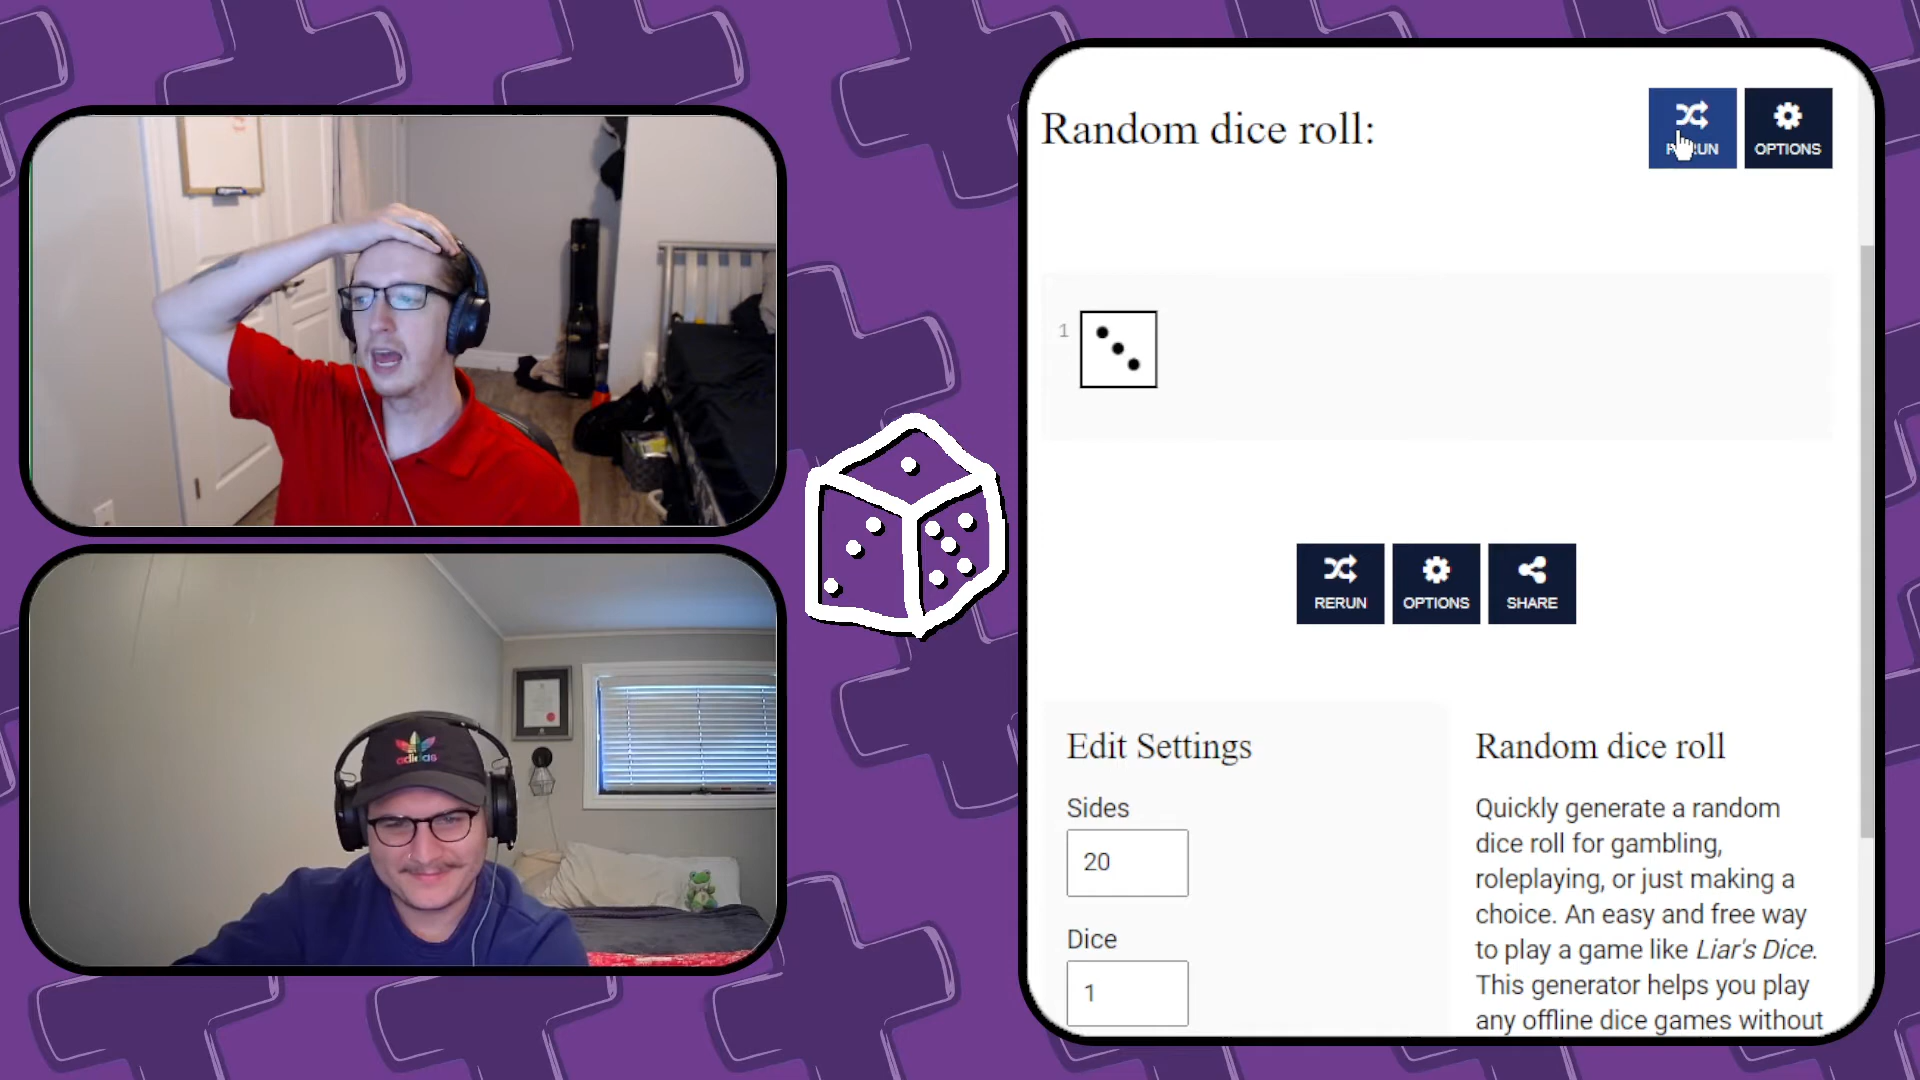 Random dice roll:
RERUN
OPTIONS
1
RERUN
OPTIONS
SHARE
Edit Settings
Sides
20
Dice
1
Random dice roll
Quickly generate a random
dice roll for gambling,
roleplaying, or just making a
choice. An easy and free way
to play a game like Liar's Dice.
This generator helps you play
any offline dice games without
adidas